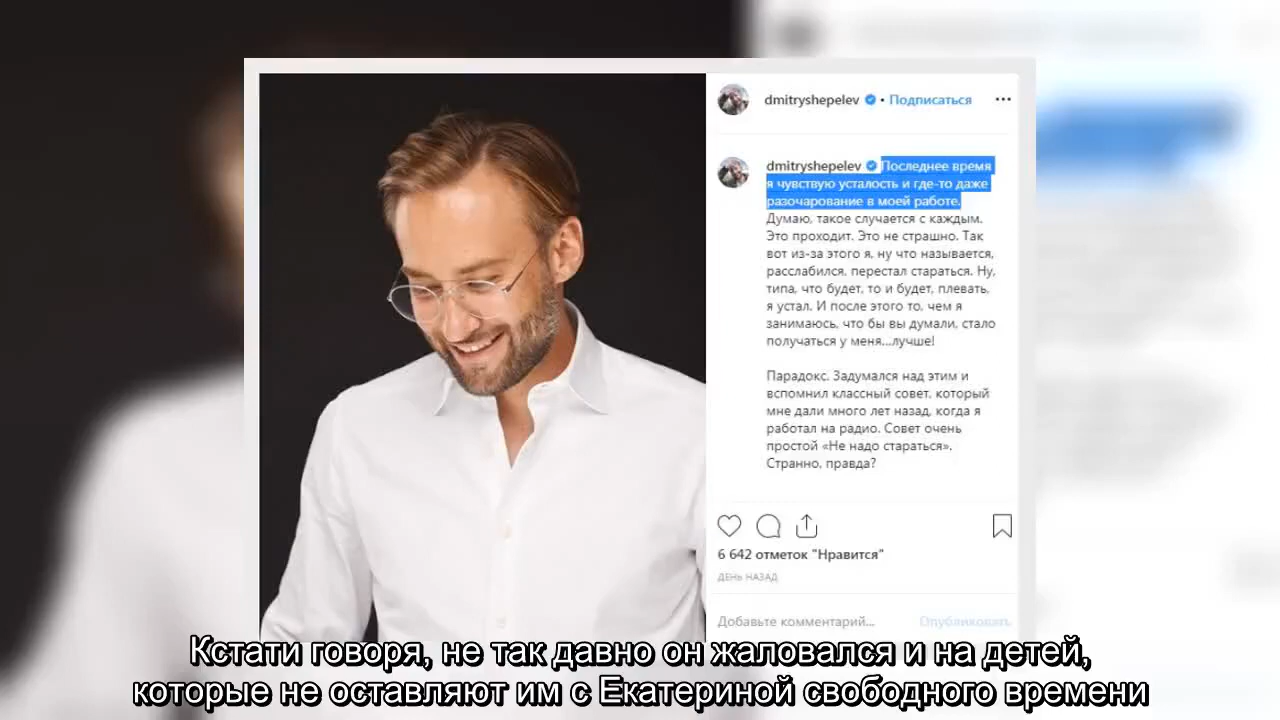 dmitryshepelev • Подписаться •••
dmitryshepelev Последнее время
я чувствую усталость и где-то даже
разочарование в моей работе.
Думаю, такое случается с каждым.
Это проходит. Это не страшно. Так
вот из-за этого я, ну что называется,
расслабился, перестал стараться. Ну,
типа, что будет, то и будет, плевать,
я устал. И после этого то, чем я
занимаюсь, что бы вы думали, стало
получаться у меня...лучше!
Парадокс. Задумался над этим и
вспомнил классный совет, который
мне дали много лет назад, когда я
работал на радио. Совет очень
простой «Не надо стараться».
Странно, правда?
6 642 отметок "Нравится"
ДЕНЬ НАЗАД
Добавьте комментарий... Опубликовать
Кстати говоря, не так давно он жаловался и на детей,
которые не оставляют им с Екатериной свободного времени